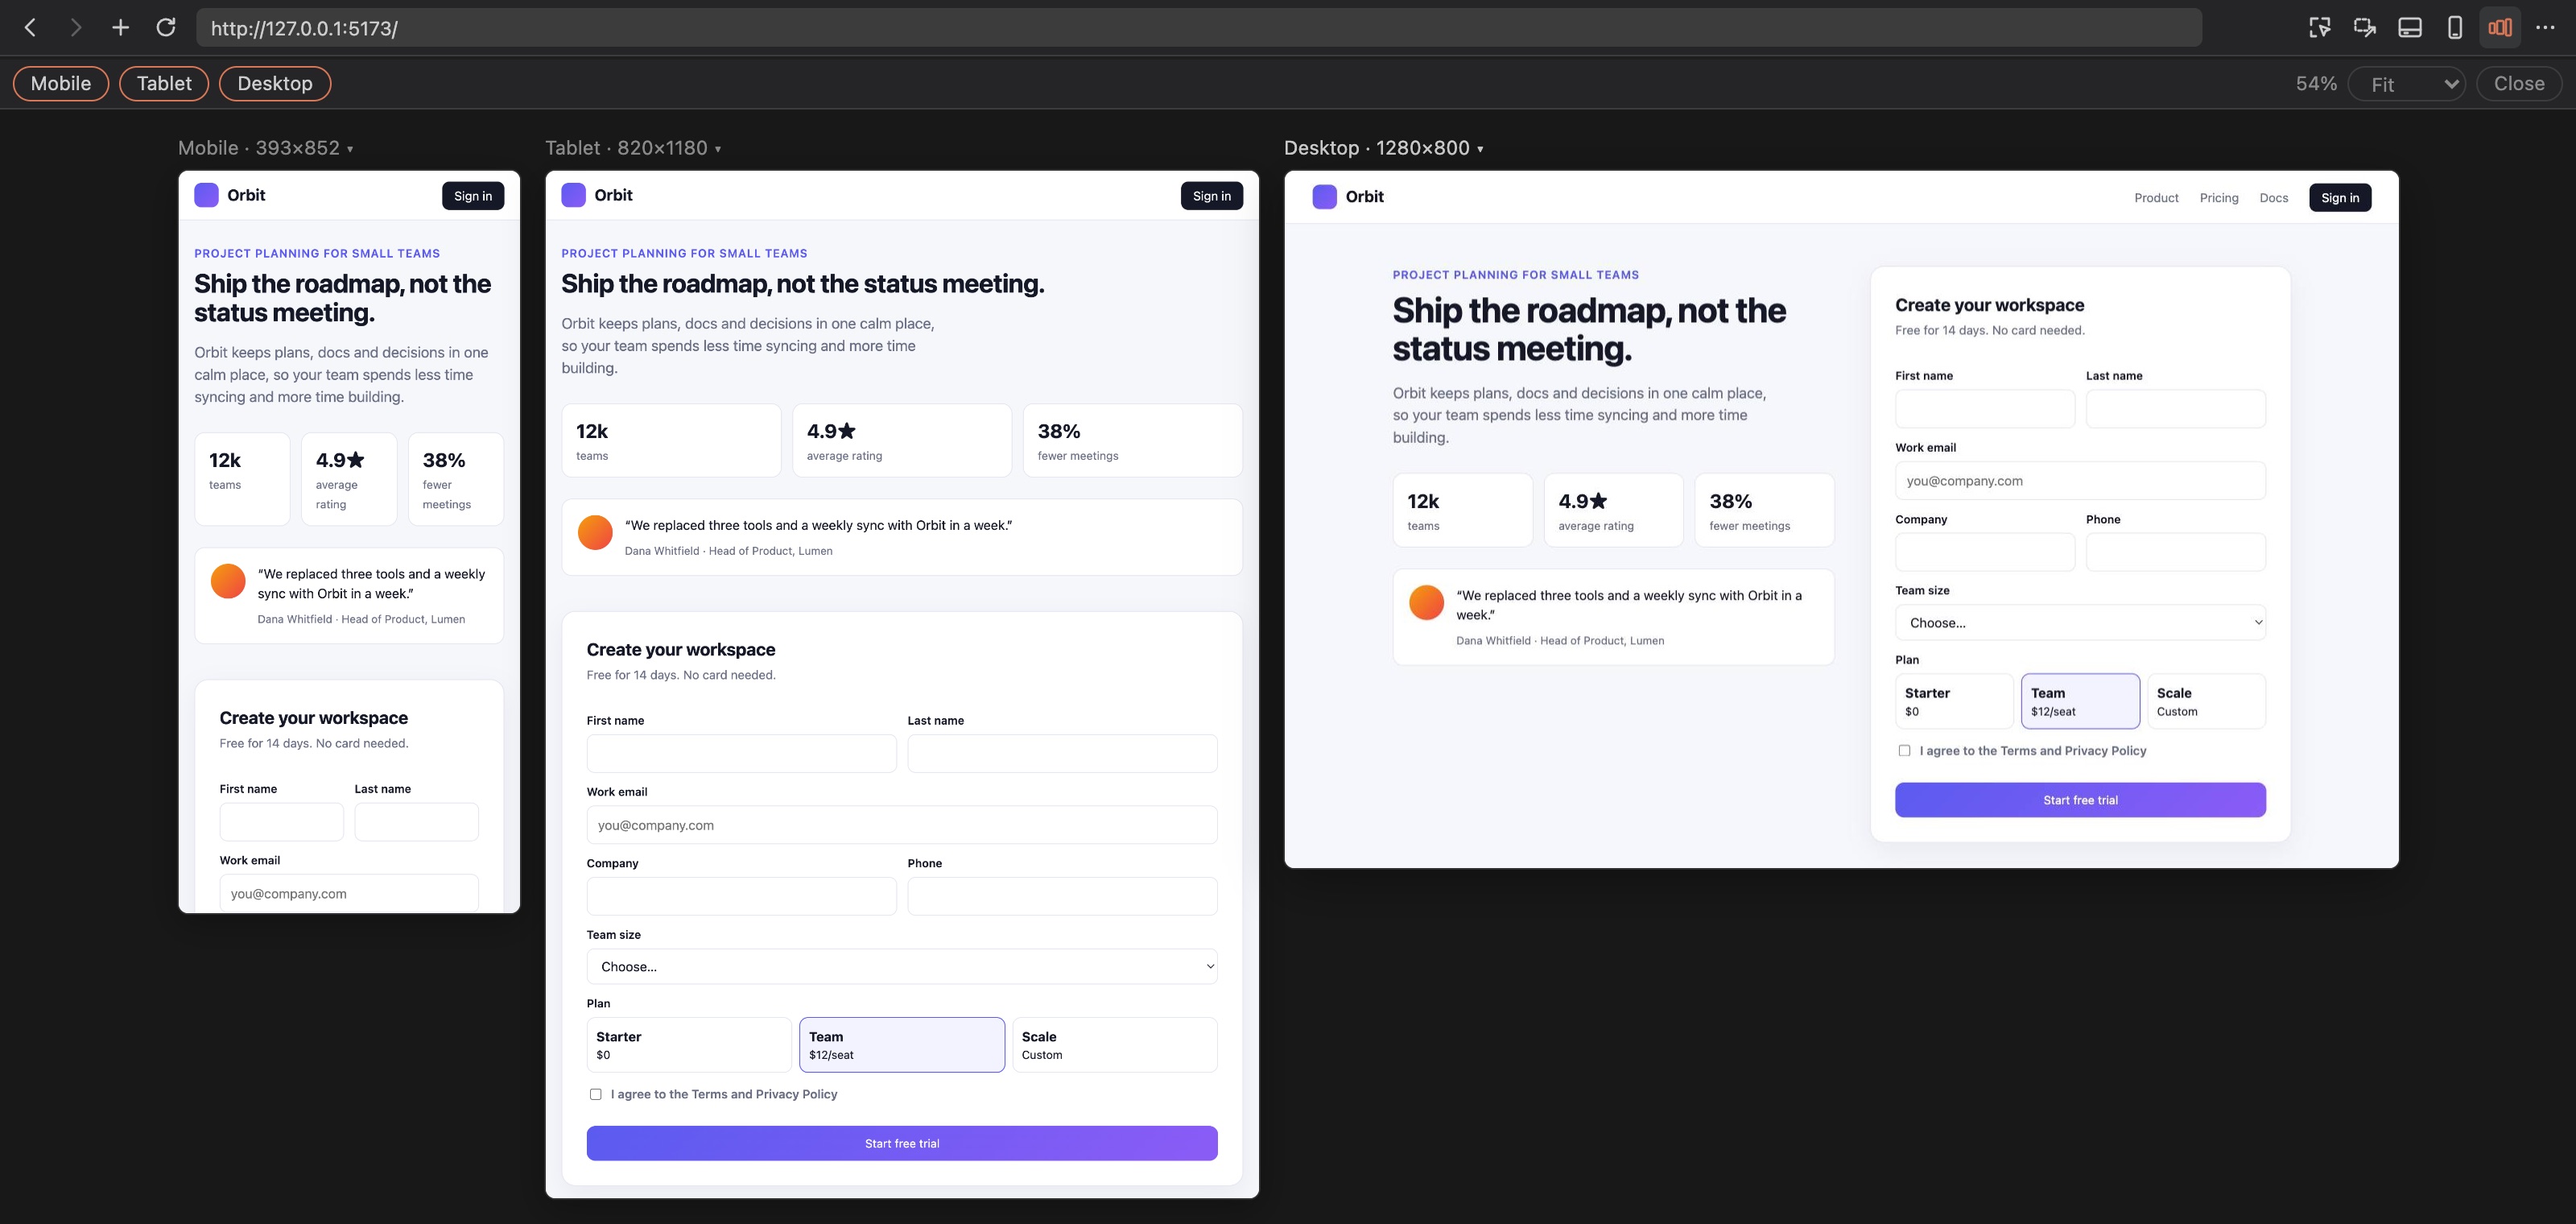 http://127.0.0.1:5173/
Mobile
Tablet
Desktop
54%
Fit
Close
Mobile · 393×852
Orbit
Sign in
PROJECT PLANNING FOR SMALL TEAMS
Ship the roadmap, not the
status meeting.
Orbit keeps plans, docs and decisions in one
calm place, so your team spends less time
syncing and more time building.
12k
teams
4.9★
average
rating
38%
fewer
meetings
“We replaced three tools and a weekly
sync with Orbit in a week.”
Dana Whitfield · Head of Product, Lumen
Create your workspace
Free for 14 days. No card needed.
First name
Last name
Work email
you@company.com
Tablet · 820×1180
Orbit
Sign in
PROJECT PLANNING FOR SMALL TEAMS
Ship the roadmap, not the status meeting.
Orbit keeps plans, docs and decisions in one calm place,
so your team spends less time syncing and more time
building.
12k
teams
4.9★
average rating
38%
fewer meetings
“We replaced three tools and a weekly sync with Orbit in a week.”
Dana Whitfield · Head of Product, Lumen
Create your workspace
Free for 14 days. No card needed.
First name
Last name
Work email
you@company.com
Company
Phone
Team size
Choose...
Plan
Starter
$0
Team
$12/seat
Scale
Custom
I agree to the Terms and Privacy Policy
Start free trial
Desktop · 1280×800
Orbit
Product
Pricing
Docs
Sign in
PROJECT PLANNING FOR SMALL TEAMS
Ship the roadmap, not the
status meeting.
Orbit keeps plans, docs and decisions in one calm place,
so your team spends less time syncing and more time
building.
12k
teams
4.9★
average rating
38%
fewer meetings
“We replaced three tools and a weekly sync with Orbit in a
week.”
Dana Whitfield · Head of Product, Lumen
Create your workspace
Free for 14 days. No card needed.
First name
Last name
Work email
you@company.com
Company
Phone
Team size
Choose...
Plan
Starter
$0
Team
$12/seat
Scale
Custom
I agree to the Terms and Privacy Policy
Start free trial